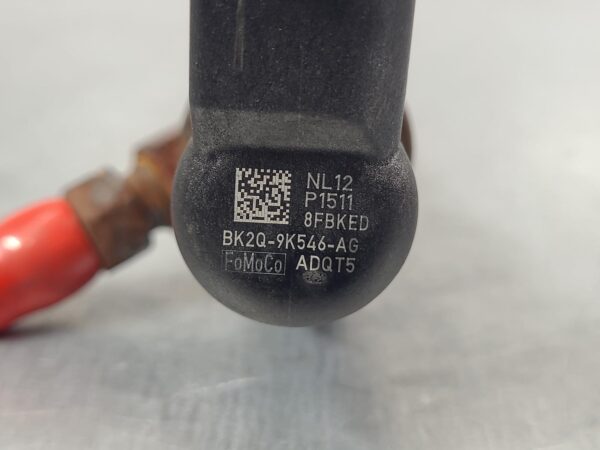 NL12
P1511
8FBKED
BK2Q-9K546-AG
FoMoCo ADQT5